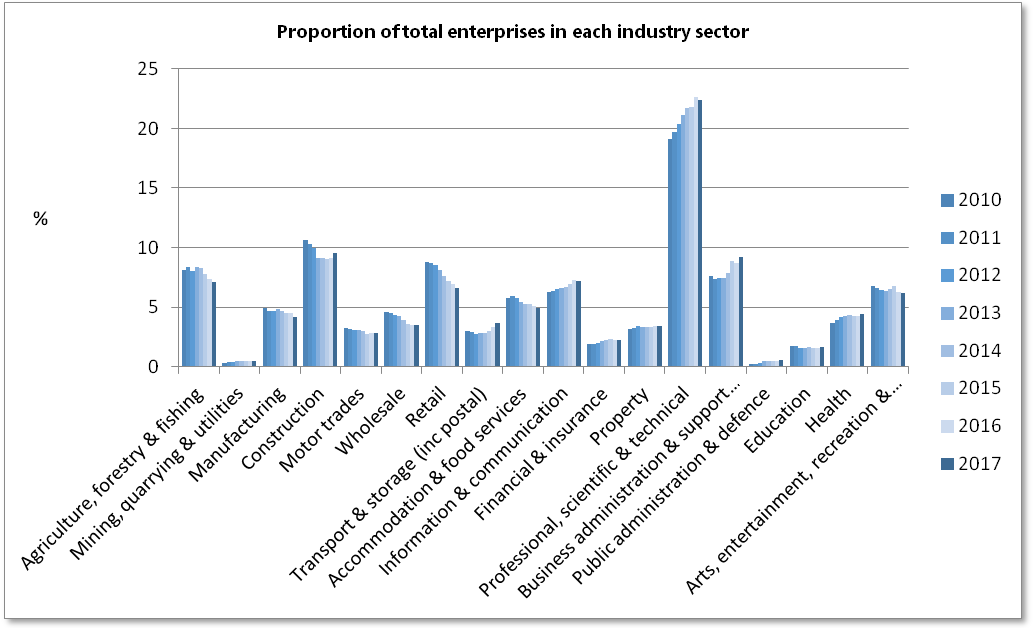 Proportion of total enterprises in each industry sector
25
20
15
10
5
0
%
Agriculture, forestry & fishing
Mining, quarrying & utilities
Manufacturing
Construction
Motor trades
Wholesale
Retail
Transport & storage (inc postal)
Accommodation & food services
Information & communication
Financial & insurance
Property
Professional, scientific & technical
Business administration & support...
Public administration & defence
Education
Health
Arts, entertainment, recreation &...
2010
2011
2012
2013
2014
2015
2016
2017